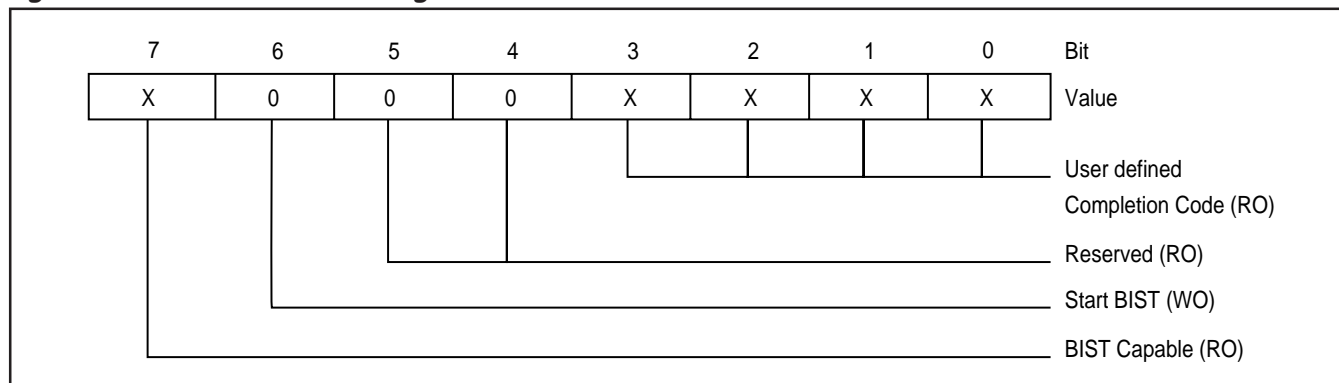 7 6 5 4 3 2 1 0 Bit
X 0 0 0 X X X X Value
User defined
Completion Code (RO)
Reserved (RO)
Start BIST (WO)
BIST Capable (RO)